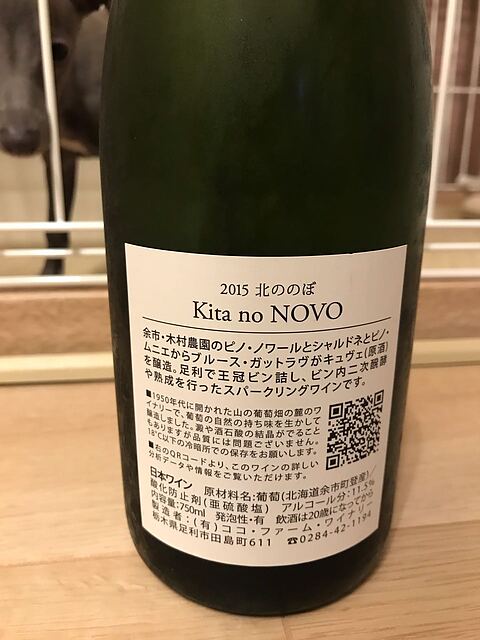 2015 北ののぼ
Kita no NOVO
余市・木村農園のピノ・ノワールとシャルドネとピノ・
ムニエからブルース・ガットラヴがキュヴェ(原酒)
を醸造。足利で王冠ビン詰し、ビン内二次醗酵
や熟成を行ったスパークリングワインです。
■1950年代に開かれた山の葡萄畑の麓のワ
イナリーで、葡萄の自然の持ち味を生かして
醸造しました。澱や酒石酸の結晶がでること
もありますが品質には問題ございません。
18℃以下の冷暗所での保存をお願いします。
■右のQRコードより、このワインの詳しい
分析データや情報をご覧いただけます。
日本ワイン 原材料名:葡萄(北海道余市町登産)/
酸化防止剤(亜硫酸塩) アルコール分:11.5%
内容量:750ml 発泡性・有 飲酒は20歳になってから
製造者:(有)ココ・ファーム・ワイナリー
栃木県足利市田島町611 ☎0284-42-1194